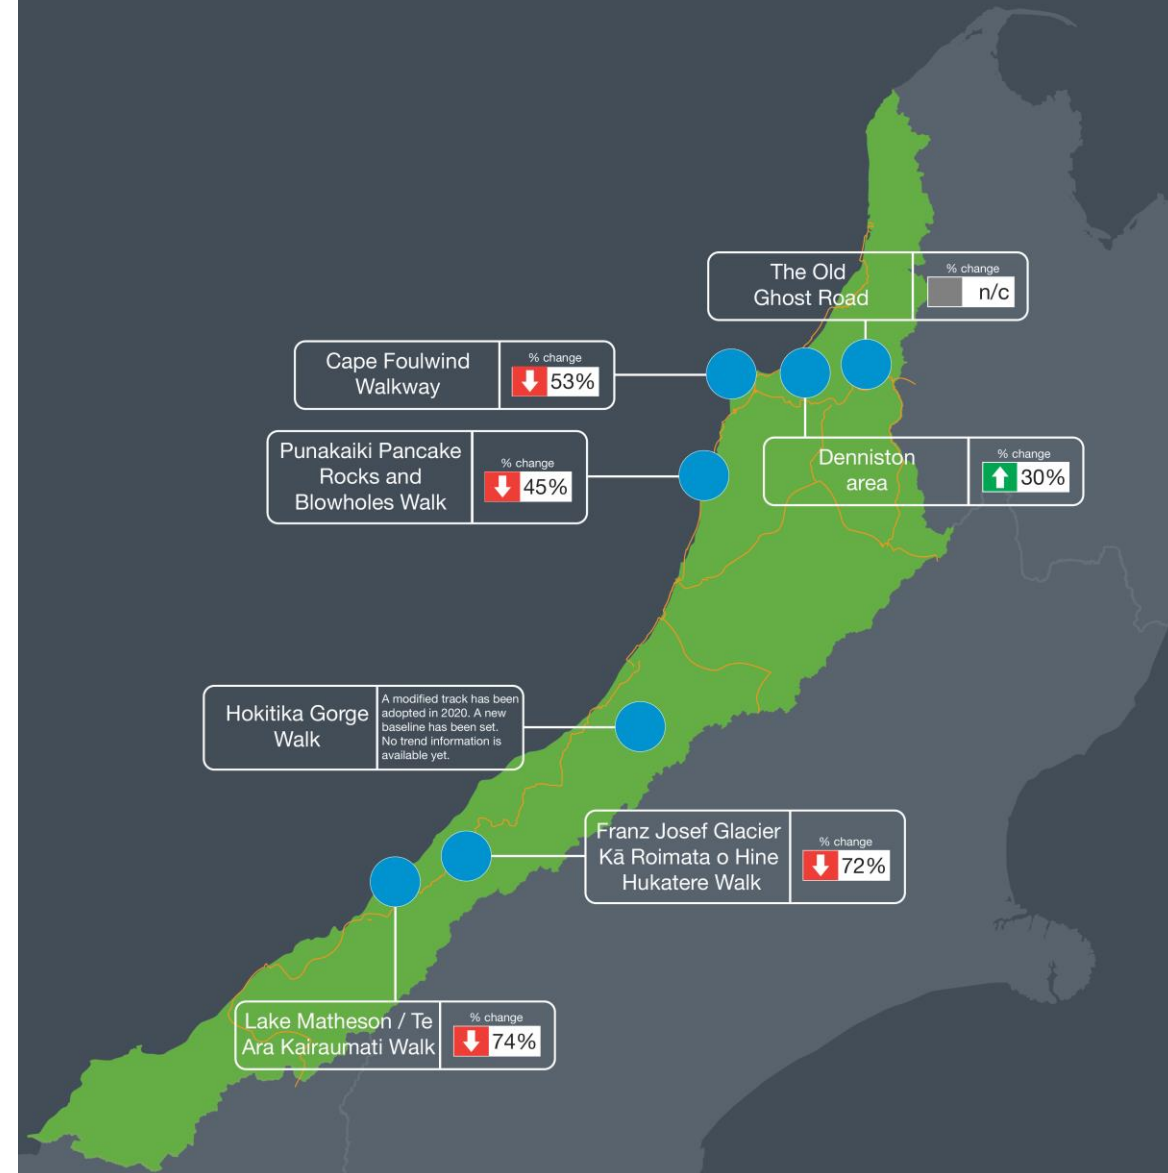 The Old
Ghost Road
% change
n/c
Cape Foulwind
Walkway
% change
53%
Punakaiki Pancake
Rocks and
Blowholes Walk
% change
45%
Denniston
area
% change
30%
Hokitika Gorge
Walk
A modified track has been
adopted in 2020. A new
baseline has been set.
No trend information is
available yet.
Franz Josef Glacier
Kā Roimata o Hine
Hukatere Walk
% change
72%
Lake Matheson / Te
Ara Kairaumati Walk
% change
74%